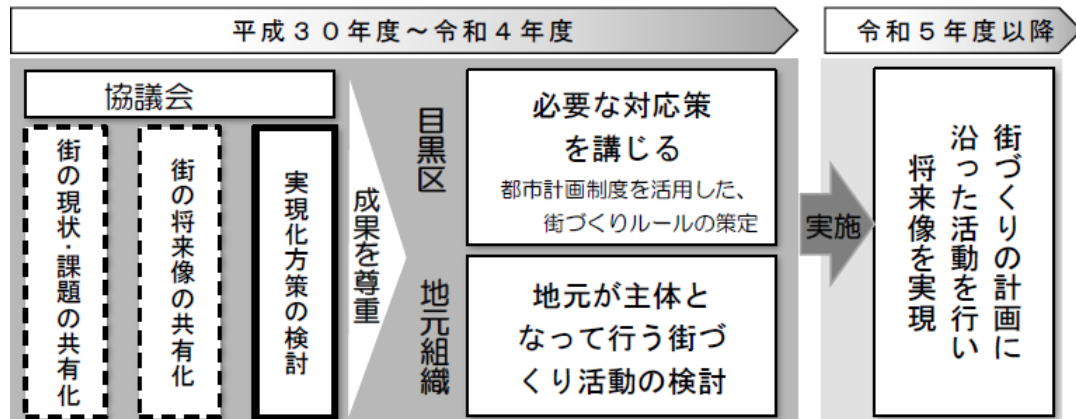 平成３０年度～令和４年度
令和５年度以降
協議会
街の現状・課題の共有化
街の将来像の共有化
実現化方策の検討
成果を尊重
目黒区
必要な対応策
を講じる
都市計画制度を活用した、
街づくりルールの策定
地元組織
地元が主体と
なって行う街づ
くり活動の検討
実施
街づくりの計画に
沿った活動を行い
将来像を実現